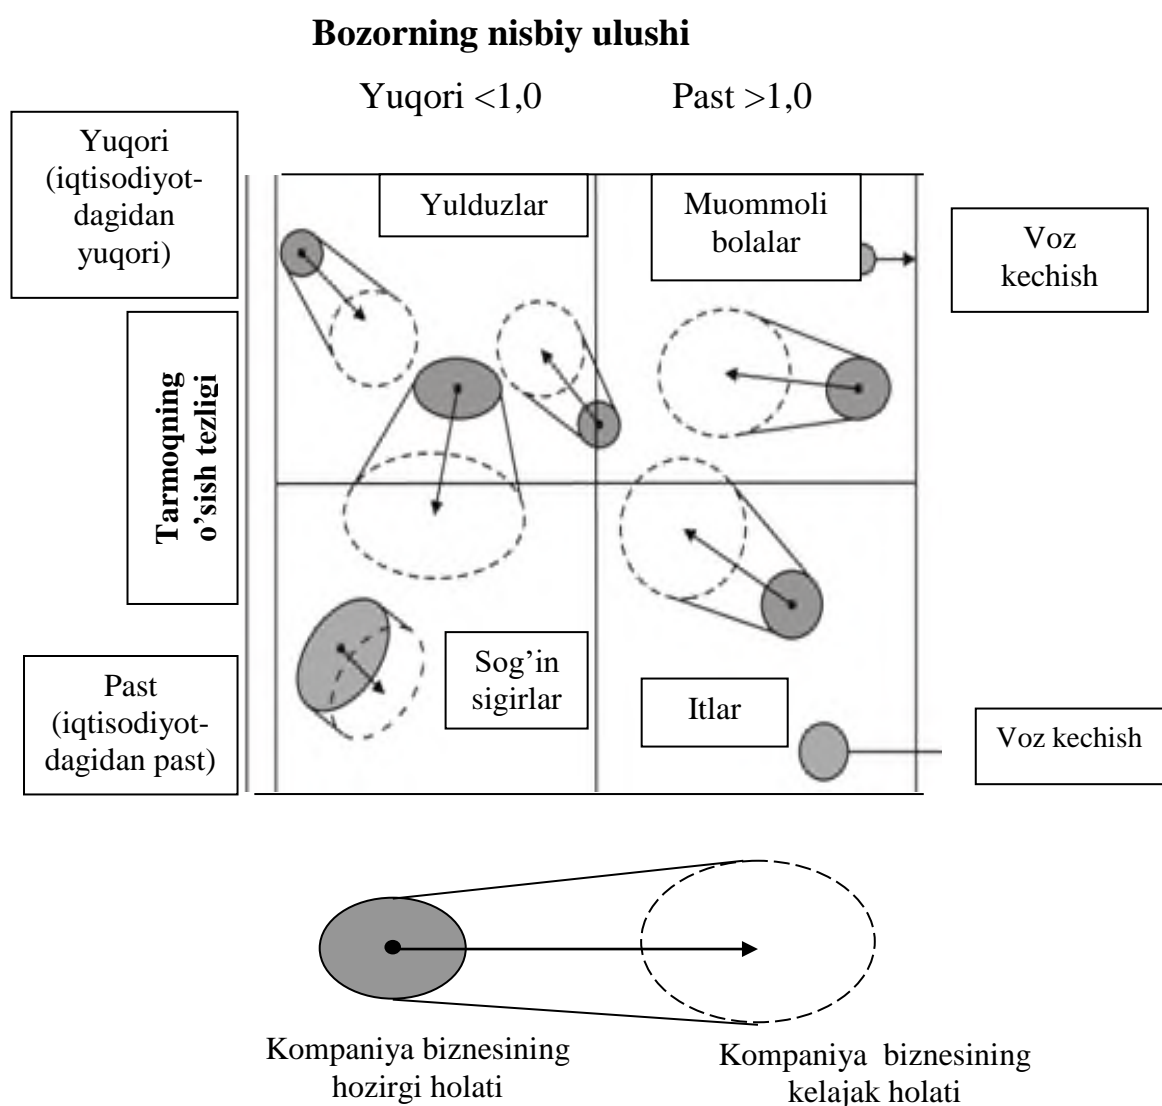 Bozorning nisbiy ulushi
Yuqori <1,0
Past >1,0
Yuqori
(iqtisodiyot-
dagidan
yuqori)
Yulduzlar
Muommoli
bolalar
Voz
kechish
Tarmoqning
o’sish tezligi
Past
(iqtisodiyot-
dagidan past)
Sog’in
sigirlar
Itlar
Voz kechish
Kompaniya biznesining
hozirgi holati
Kompaniya biznesining
kelajak holati